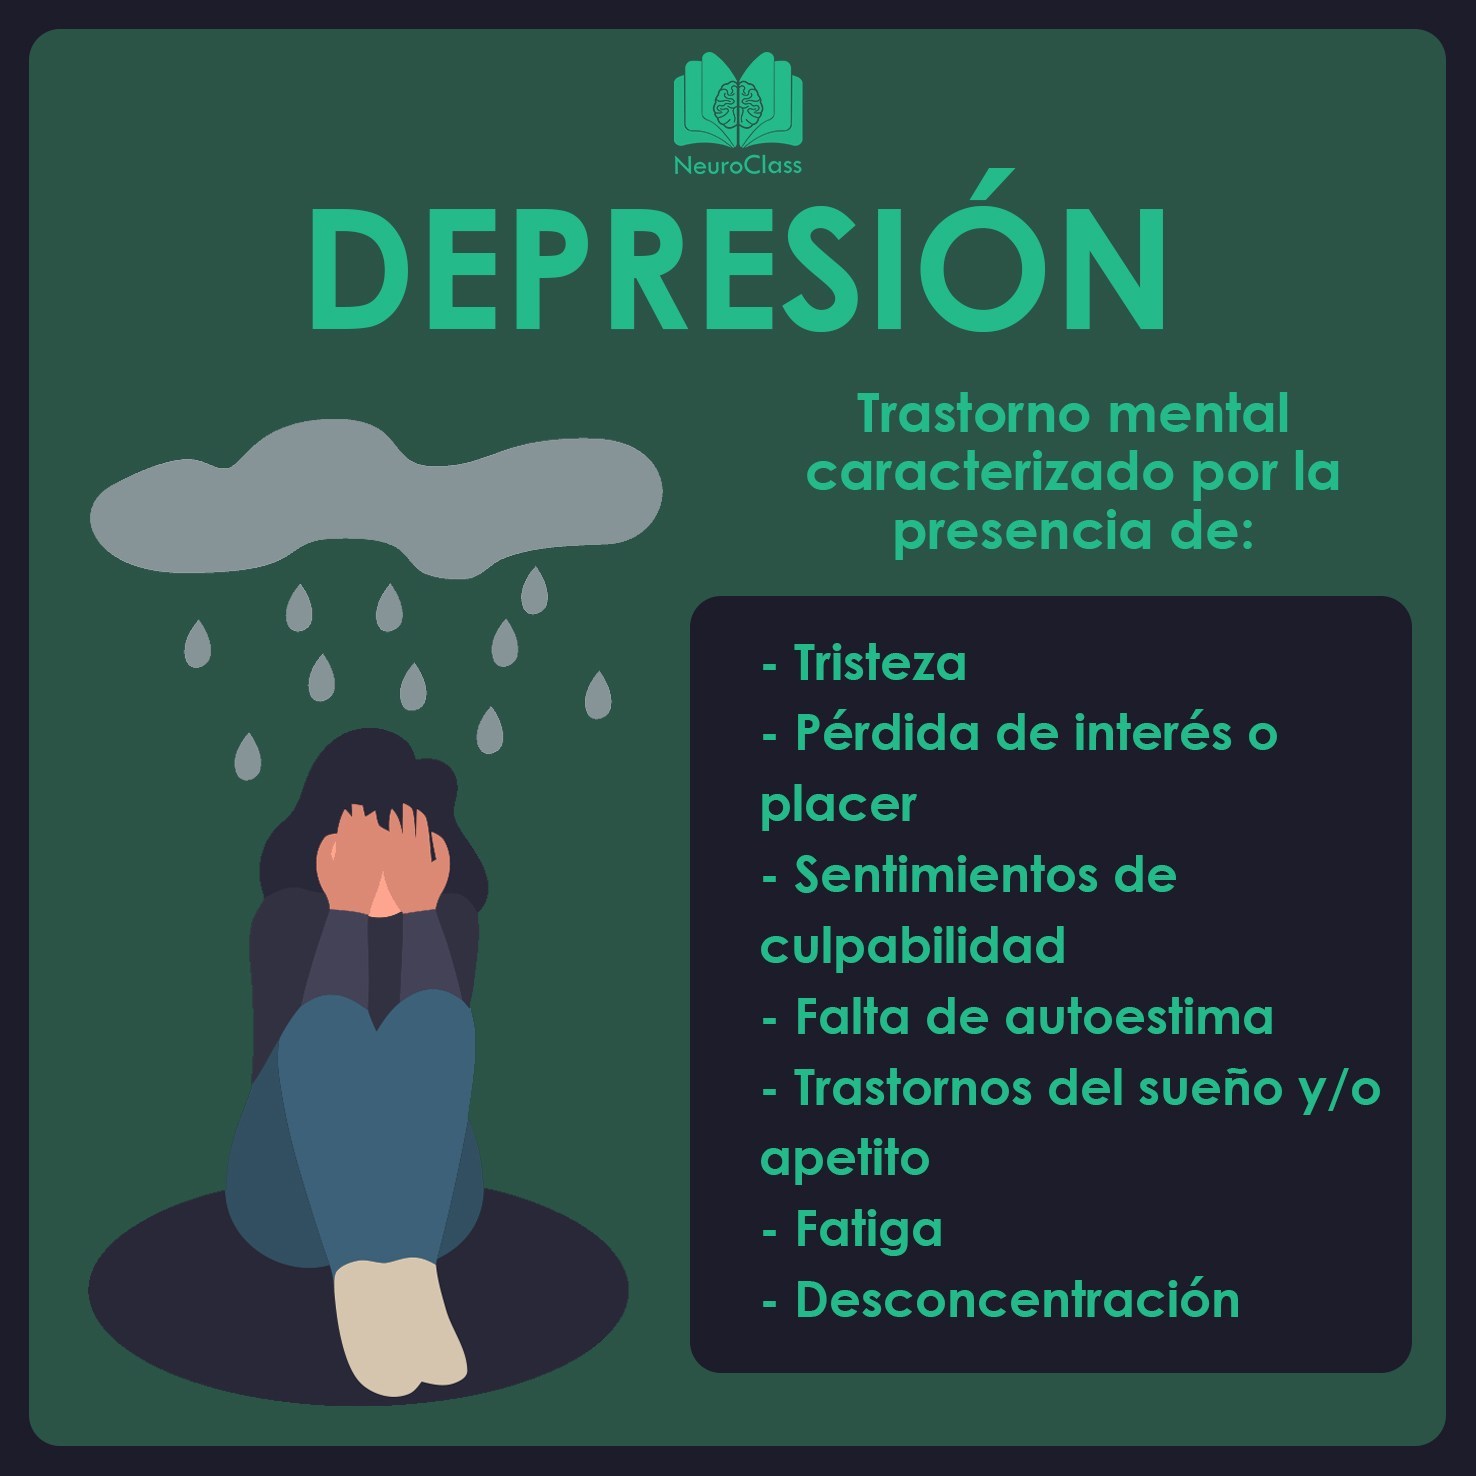 NeuroClass
DEPRESIÓN
Trastorno mental
caracterizado por la
presencia de:
- Tristeza
- Pérdida de interés o
placer
- Sentimientos de
culpabilidad
- Falta de autoestima
- Trastornos del sueño y/o
apetito
- Fatiga
- Desconcentración